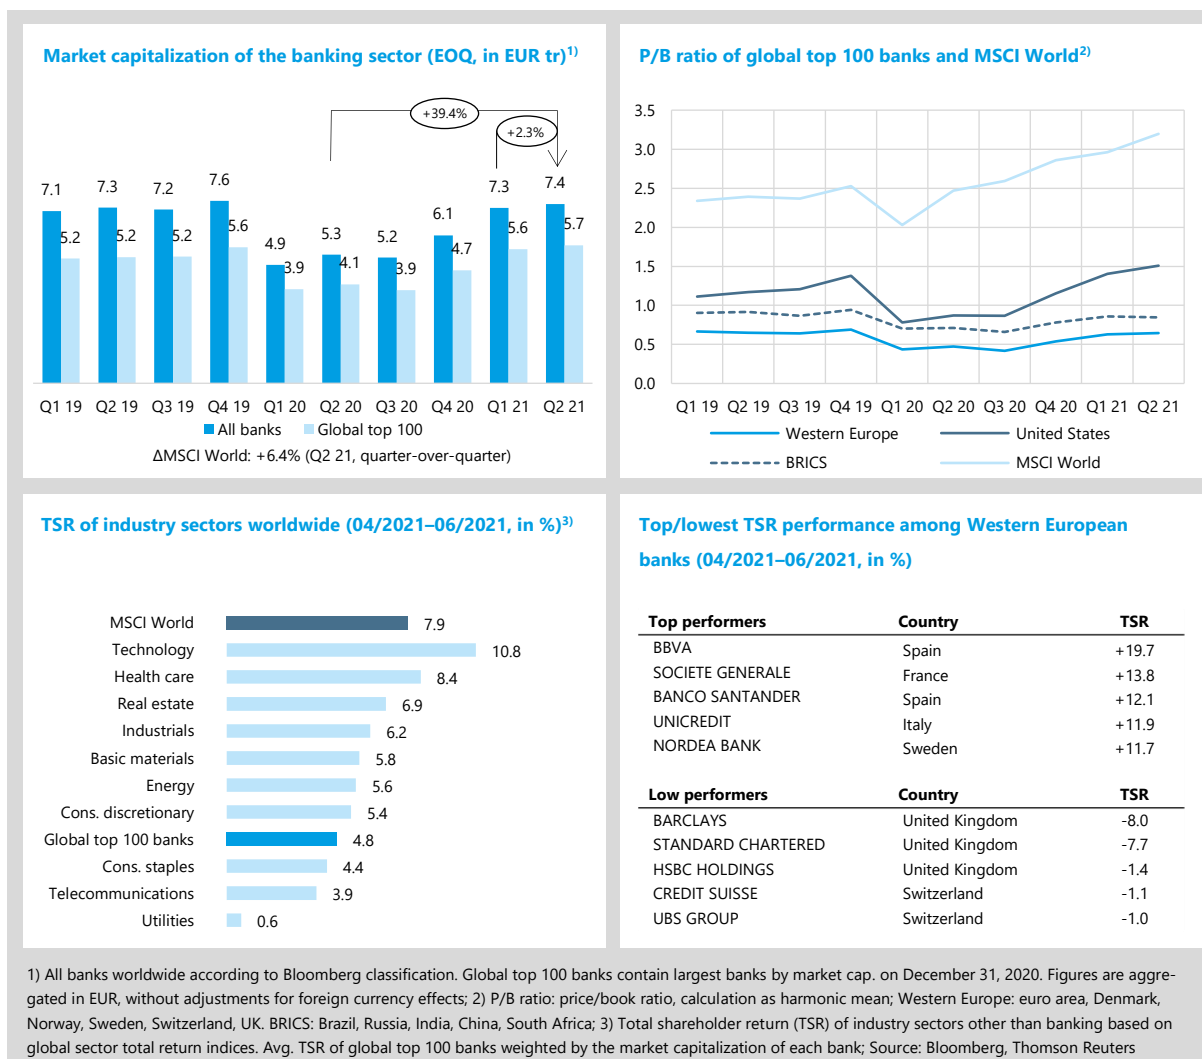 Market capitalization of the banking sector (EOQ, in EUR tr)1)
+39.4%
+2.3%
7.1 7.3 7.2 7.6 4.9 5.3 5.2 6.1 7.3 7.4
5.2 5.2 5.2 5.6 3.9 4.1 3.9 4.7 5.6 5.7
Q1 19 Q2 19 Q3 19 Q4 19 Q1 20 Q2 20 Q3 20 Q4 20 Q1 21 Q2 21
All banks Global top 100
ΔMSCI World: +6.4% (Q2 21, quarter-over-quarter)
P/B ratio of global top 100 banks and MSCI World2)
3.5
3.0
2.5
2.0
1.5
1.0
0.5
0.0
Q1 19 Q2 19 Q3 19 Q4 19 Q1 20 Q2 20 Q3 20 Q4 20 Q1 21 Q2 21
Western Europe United States
BRICS MSCI World
TSR of industry sectors worldwide (04/2021–06/2021, in %)3)
MSCI World 7.9
Technology 10.8
Health care 8.4
Real estate 6.9
Industrials 6.2
Basic materials 5.8
Energy 5.6
Cons. discretionary 5.4
Global top 100 banks 4.8
Cons. staples 4.4
Telecommunications 3.9
Utilities 0.6
Top/lowest TSR performance among Western European
banks (04/2021–06/2021, in %)
Top performers Country TSR
BBVA Spain +19.7
SOCIETE GENERALE France +13.8
BANCO SANTANDER Spain +12.1
UNICREDIT Italy +11.9
NORDEA BANK Sweden +11.7
Low performers Country TSR
BARCLAYS United Kingdom -8.0
STANDARD CHARTERED United Kingdom -7.7
HSBC HOLDINGS United Kingdom -1.4
CREDIT SUISSE Switzerland -1.1
UBS GROUP Switzerland -1.0
1) All banks worldwide according to Bloomberg classification. Global top 100 banks contain largest banks by market cap. on December 31, 2020. Figures are aggre-
gated in EUR, without adjustments for foreign currency effects; 2) P/B ratio: price/book ratio, calculation as harmonic mean; Western Europe: euro area, Denmark,
Norway, Sweden, Switzerland, UK. BRICS: Brazil, Russia, India, China, South Africa; 3) Total shareholder return (TSR) of industry sectors other than banking based on
global sector total return indices. Avg. TSR of global top 100 banks weighted by the market capitalization of each bank; Source: Bloomberg, Thomson Reuters